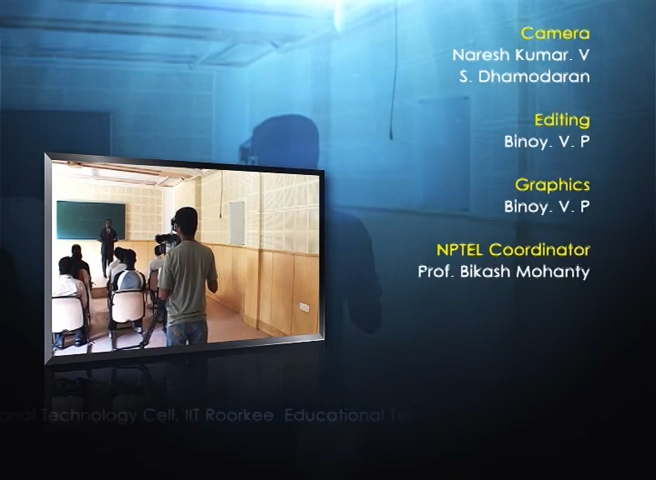 Camera
Naresh Kumar. V
S. Dhamodaran
Editing
Binoy. V. P
Graphics
Binoy. V. P
NPTEL Coordinator
Prof. Bikash Mohanty
Technology Cell, IIT Roorkee Educational